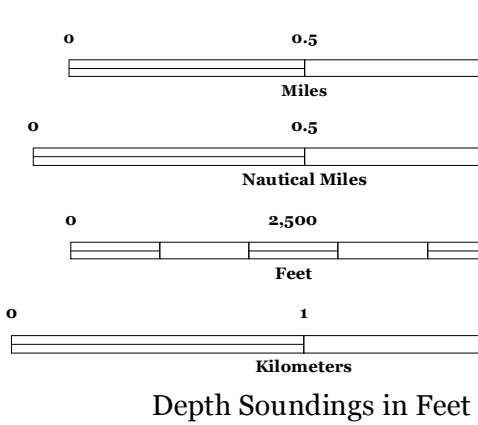 0 0.5
Miles
0 0.5
Nautical Miles
0 2,500
Feet
0 1
Kilometers
Depth Soundings in Feet